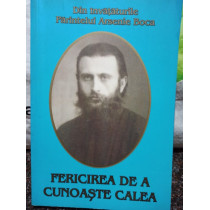 Din învățăturile
Părintelui Arsenie Boca
FERICIREA DE A
CUNOAȘTE CALEA